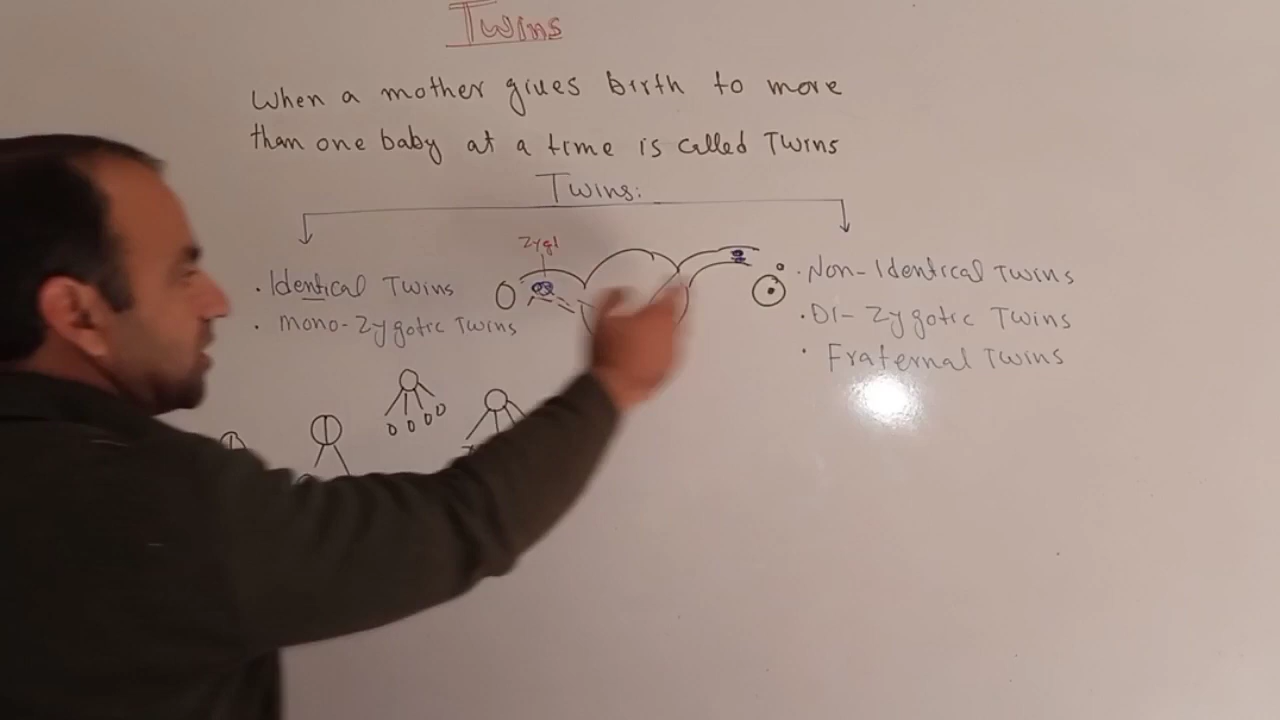 Twins
When a mother gives birth to more
than one baby at a time is called Twins
Twins:
Zygt
. Identical Twins
. Mono-Zygotic Twins
. Non-Identical Twins
. Di-Zygotic Twins
. Fraternal Twins